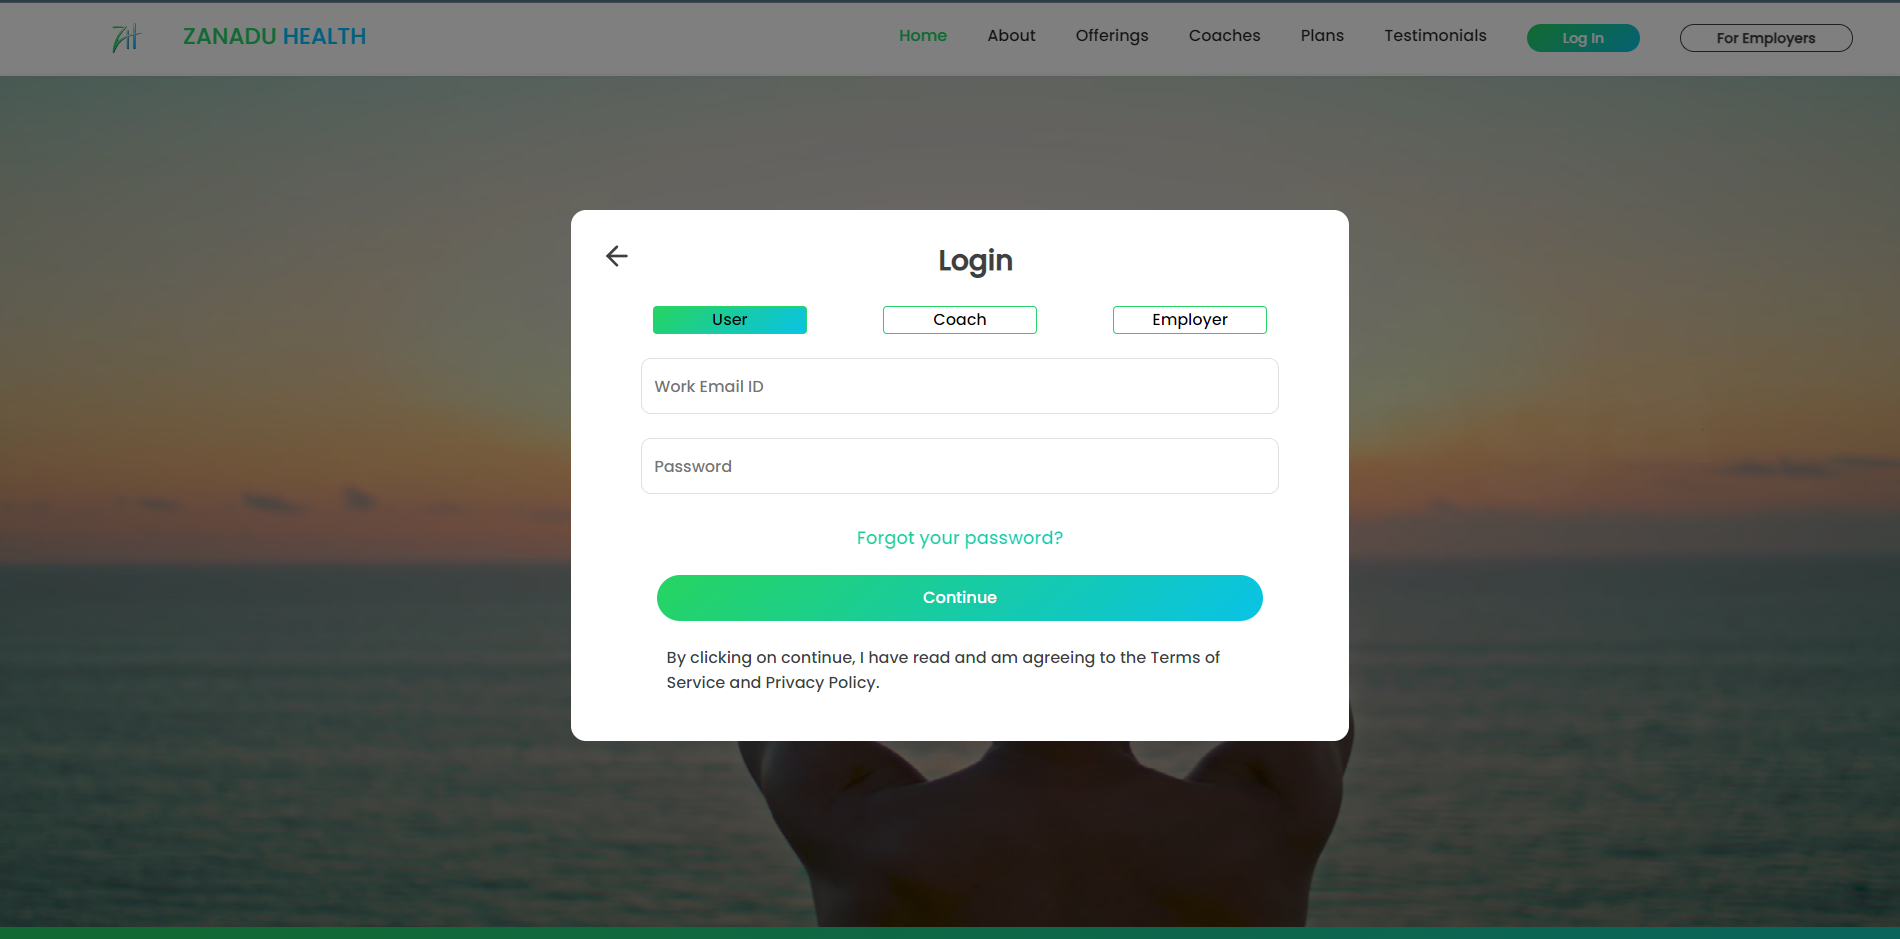 ZANADU HEALTH
Home About Offerings Coaches Plans Testimonials Log In For Employers
Login
User Coach Employer
Work Email ID
Password
Forgot your password?
Continue
By clicking on continue, I have read and am agreeing to the Terms of
Service and Privacy Policy.